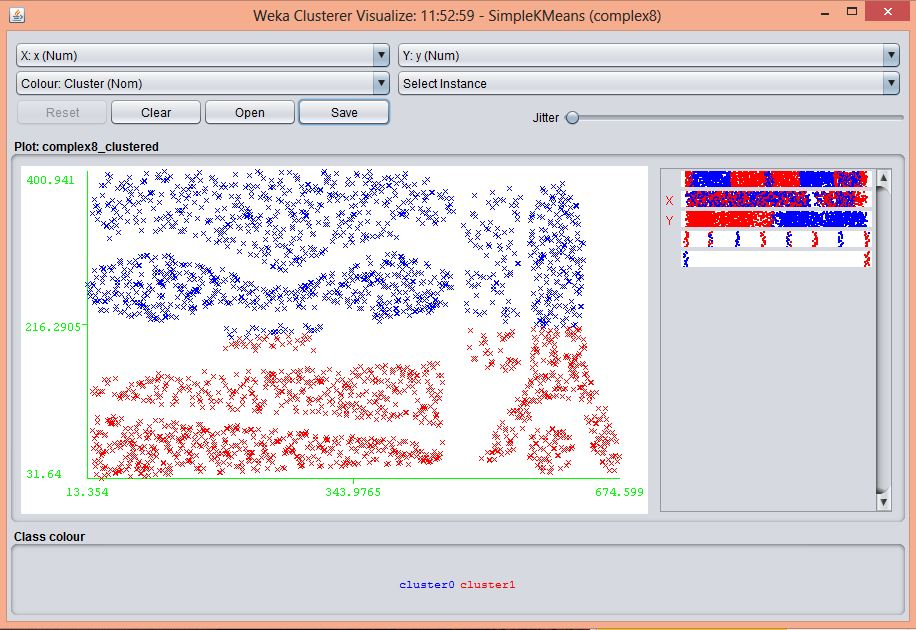 Weka Clusterer Visualize: 11:52:59 - SimpleKMeans (complex8)
X: x (Num) Y: y (Num)
Colour: Cluster (Nom) Select Instance
Reset Clear Open Save Jitter
Plot: complex8_clustered
400.941
216.2905
31.64
13.354 343.9765 674.599
X
Y
Class colour
cluster0 cluster1